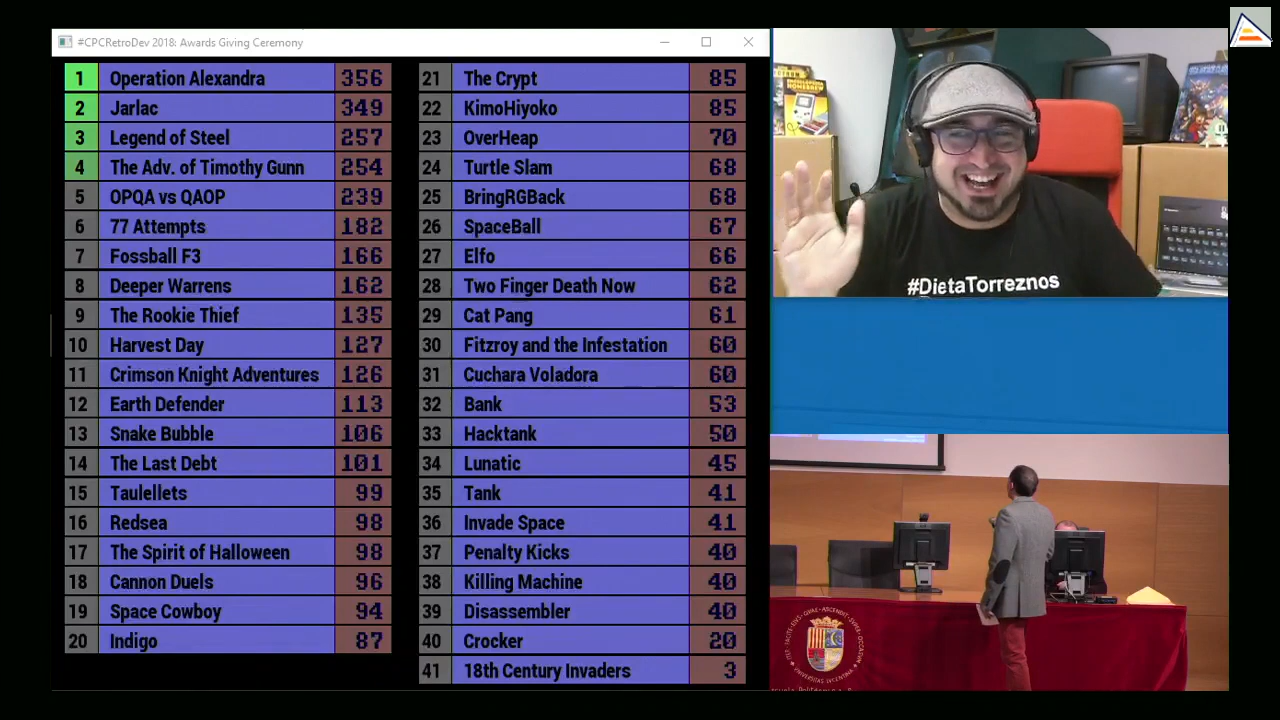 #CPCRetroDev 2018: Awards Giving Ceremony
1 Operation Alexandra 356
2 Jarlac 349
3 Legend of Steel 257
4 The Adv. of Timothy Gunn 254
5 OPQA vs QAOP 239
6 77 Attempts 182
7 Fossball F3 166
8 Deeper Warrens 162
9 The Rookie Thief 135
10 Harvest Day 127
11 Crimson Knight Adventures 126
12 Earth Defender 113
13 Snake Bubble 106
14 The Last Debt 101
15 Taulellets 99
16 Redsea 98
17 The Spirit of Halloween 98
18 Cannon Duels 96
19 Space Cowboy 94
20 Indigo 87
21 The Crypt 85
22 KimoHiyoko 85
23 OverHeap 70
24 Turtle Slam 68
25 BringRGBack 68
26 SpaceBall 67
27 Elfo 66
28 Two Finger Death Now 62
29 Cat Pang 61
30 Fitzroy and the Infestation 60
31 Cuchara Voladora 60
32 Bank 53
33 Hacktank 50
34 Lunatic 45
35 Tank 41
36 Invade Space 41
37 Penalty Kicks 40
38 Killing Machine 40
39 Disassembler 40
40 Crocker 20
41 18th Century Invaders 3
#DietaTorreznos